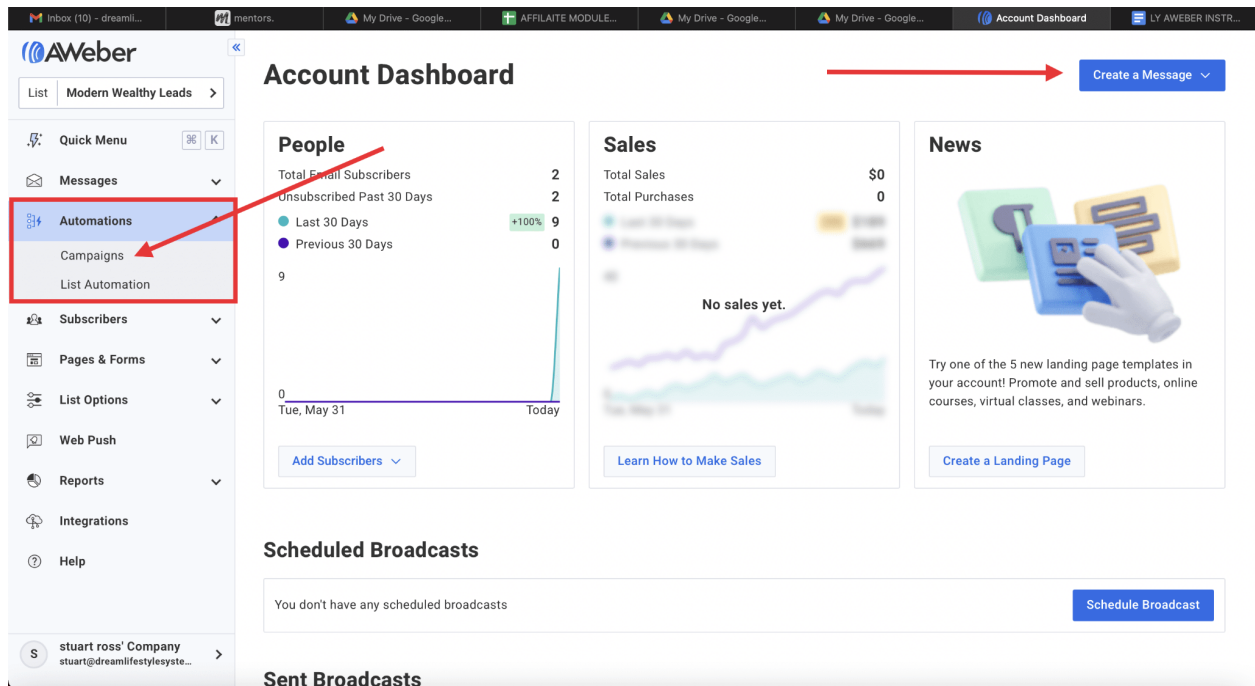 Inbox (10) – dreamli...
mentors.
My Drive – Google...
AFFILAITE MODULE...
My Drive – Google...
My Drive – Google...
Account Dashboard
LY AWEBER INSTR...
AWeber
«
List
Modern Wealthy Leads
Quick Menu
⌘ K
Messages
Automations
Campaigns
List Automation
Subscribers
Pages & Forms
List Options
Web Push
Reports
Integrations
Help
S
stuart ross' Company
stuart@dreamlifestylesyste...
Account Dashboard
Create a Message
People
Total Email Subscribers 2
Unsubscribed Past 30 Days 2
Last 30 Days +100% 9
Previous 30 Days 0
9
0
Tue, May 31 Today
Add Subscribers
Sales
Total Sales $0
Total Purchases 0
No sales yet.
Learn How to Make Sales
News
Try one of the 5 new landing page templates in
your account! Promote and sell products, online
courses, virtual classes, and webinars.
Create a Landing Page
Scheduled Broadcasts
You don't have any scheduled broadcasts
Schedule Broadcast
Sent Broadcasts